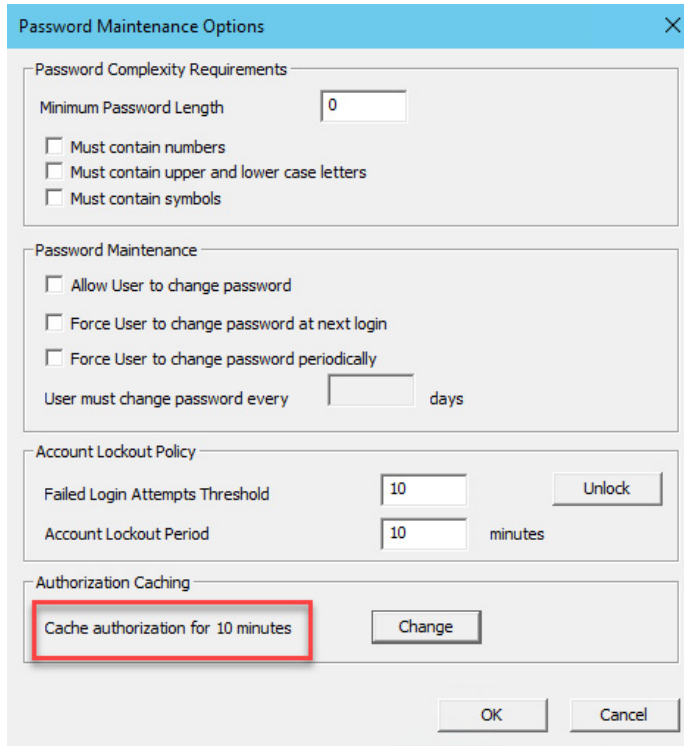 Password Maintenance Options
Password Complexity Requirements
Minimum Password Length 0
Must contain numbers
Must contain upper and lower case letters
Must contain symbols
Password Maintenance
Allow User to change password
Force User to change password at next login
Force User to change password periodically
User must change password every days
Account Lockout Policy
Failed Login Attempts Threshold 10 Unlock
Account Lockout Period 10 minutes
Authorization Caching
Cache authorization for 10 minutes Change
OK Cancel